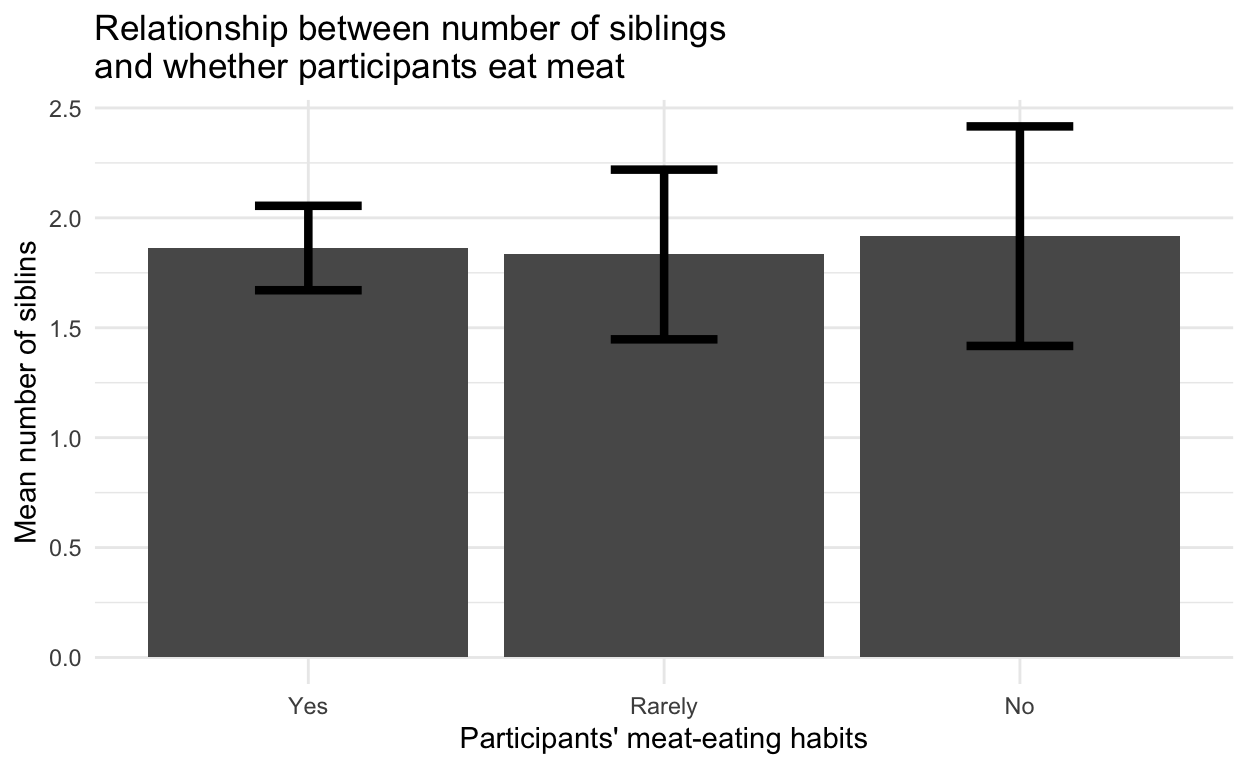 Relationship between number of siblings
and whether participants eat meat
2.5
2.0
1.5
1.0
0.5
0.0
Mean number of siblins
Yes
Rarely
No
Participants' meat-eating habits